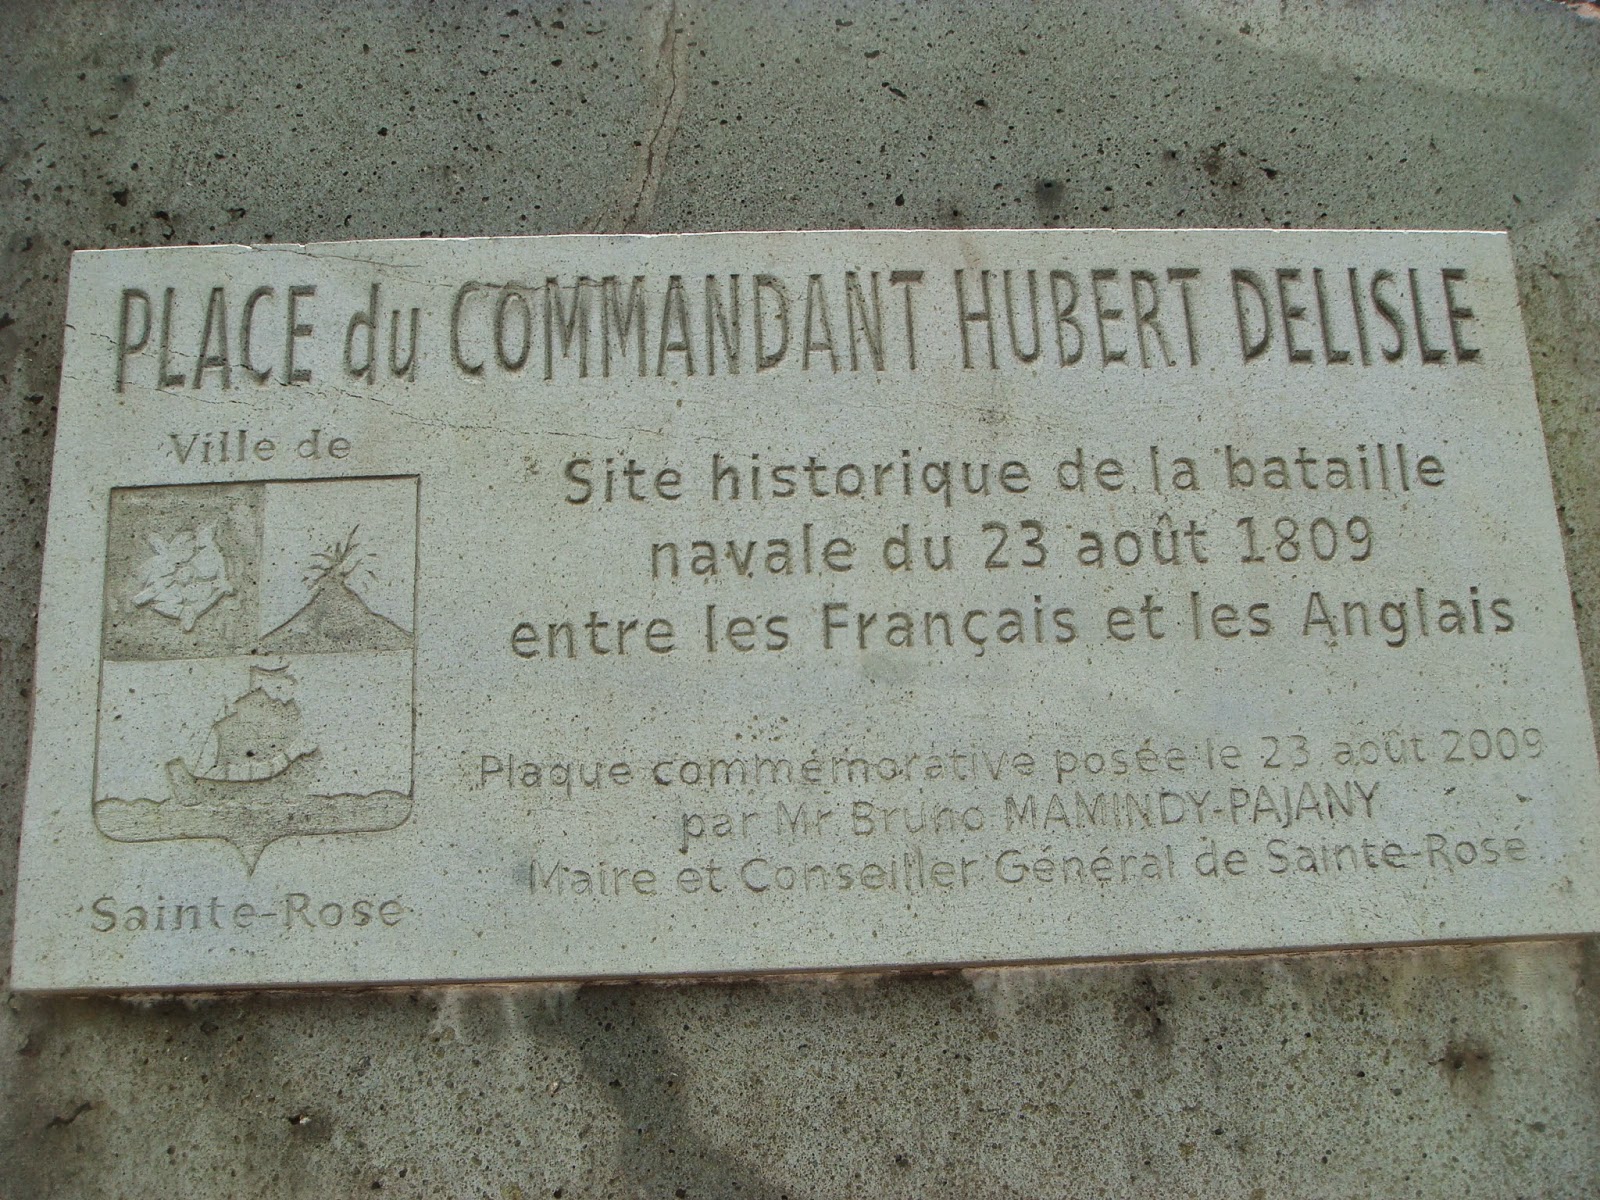 PLACE du COMMANDANT HUBERT DELISLE
Ville de
Sainte-Rose
Site historique de la bataille
navale du 23 août 1809
entre les Français et les Anglais
Plaque commémorative posée le 23 août 2009
par Mr Bruno MAMINDY-PAJANY
Maire et Conseiller Général de Sainte-Rose